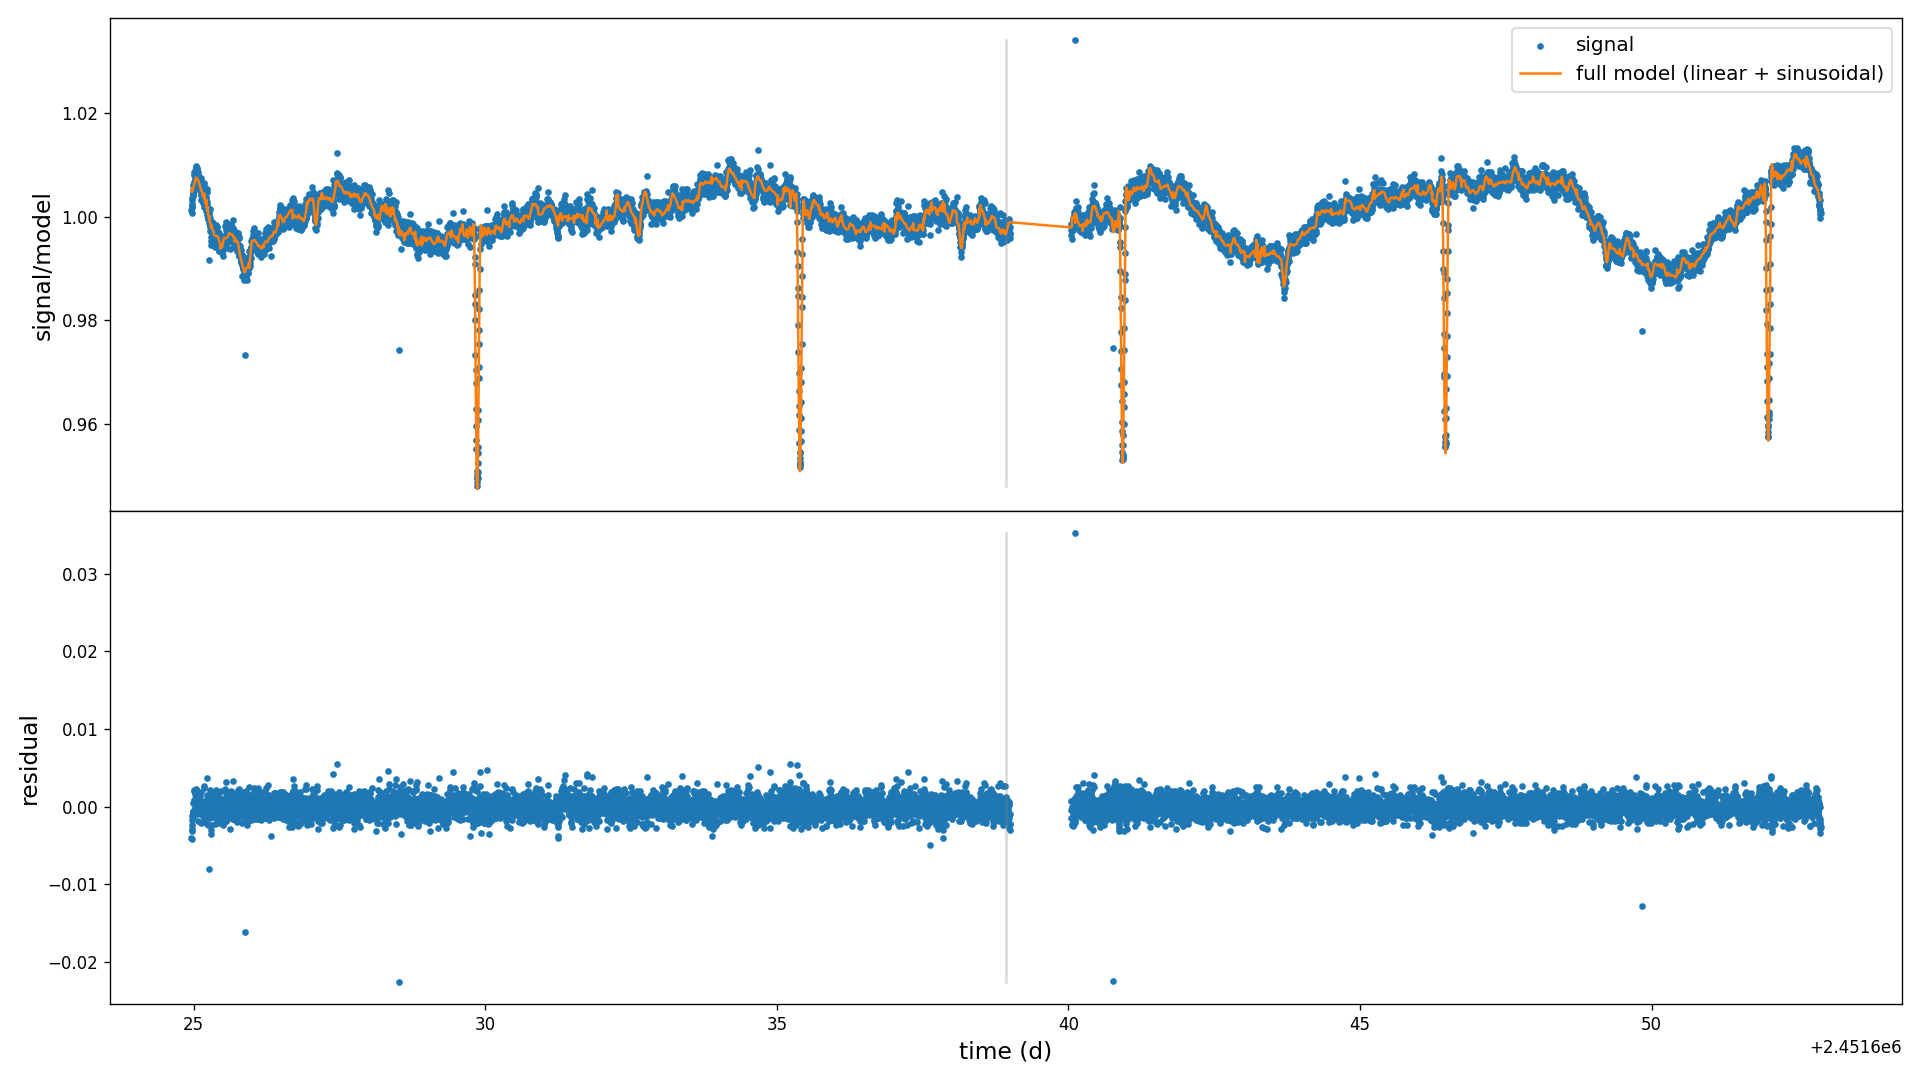 signal
full model (linear + sinusoidal)
signal/model
1.02
1.00
0.98
0.96
residual
0.03
0.02
0.01
0.00
−0.01
−0.02
25
30
35
40
45
50
time (d)
+2.4516e6